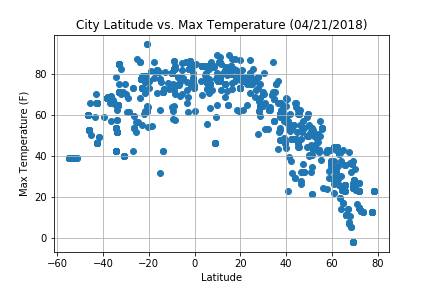 City Latitude vs. Max Temperature (04/21/2018)
80
60
40
20
0
Max Temperature (F)
−60 −40 −20 0 20 40 60 80
Latitude